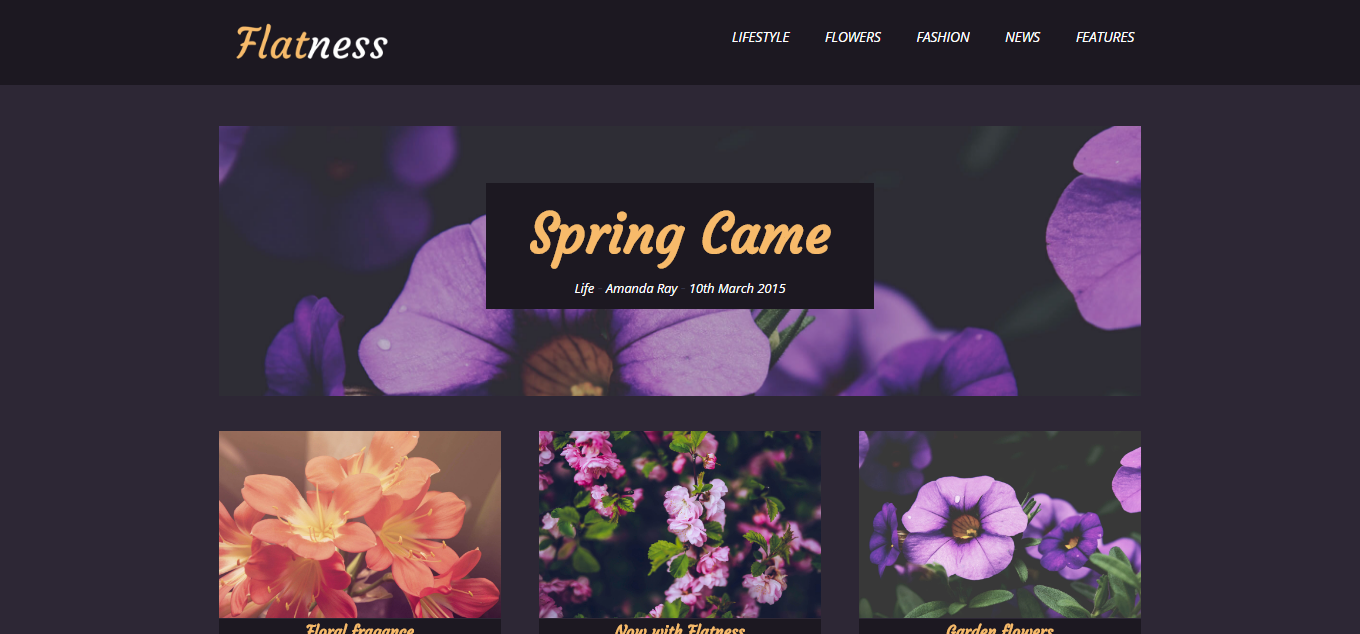 Flatness
LIFESTYLE FLOWERS FASHION NEWS FEATURES
Spring Came
Life - Amanda Ray - 10th March 2015
Floral fragance
Now with Flatness
Garden flowers